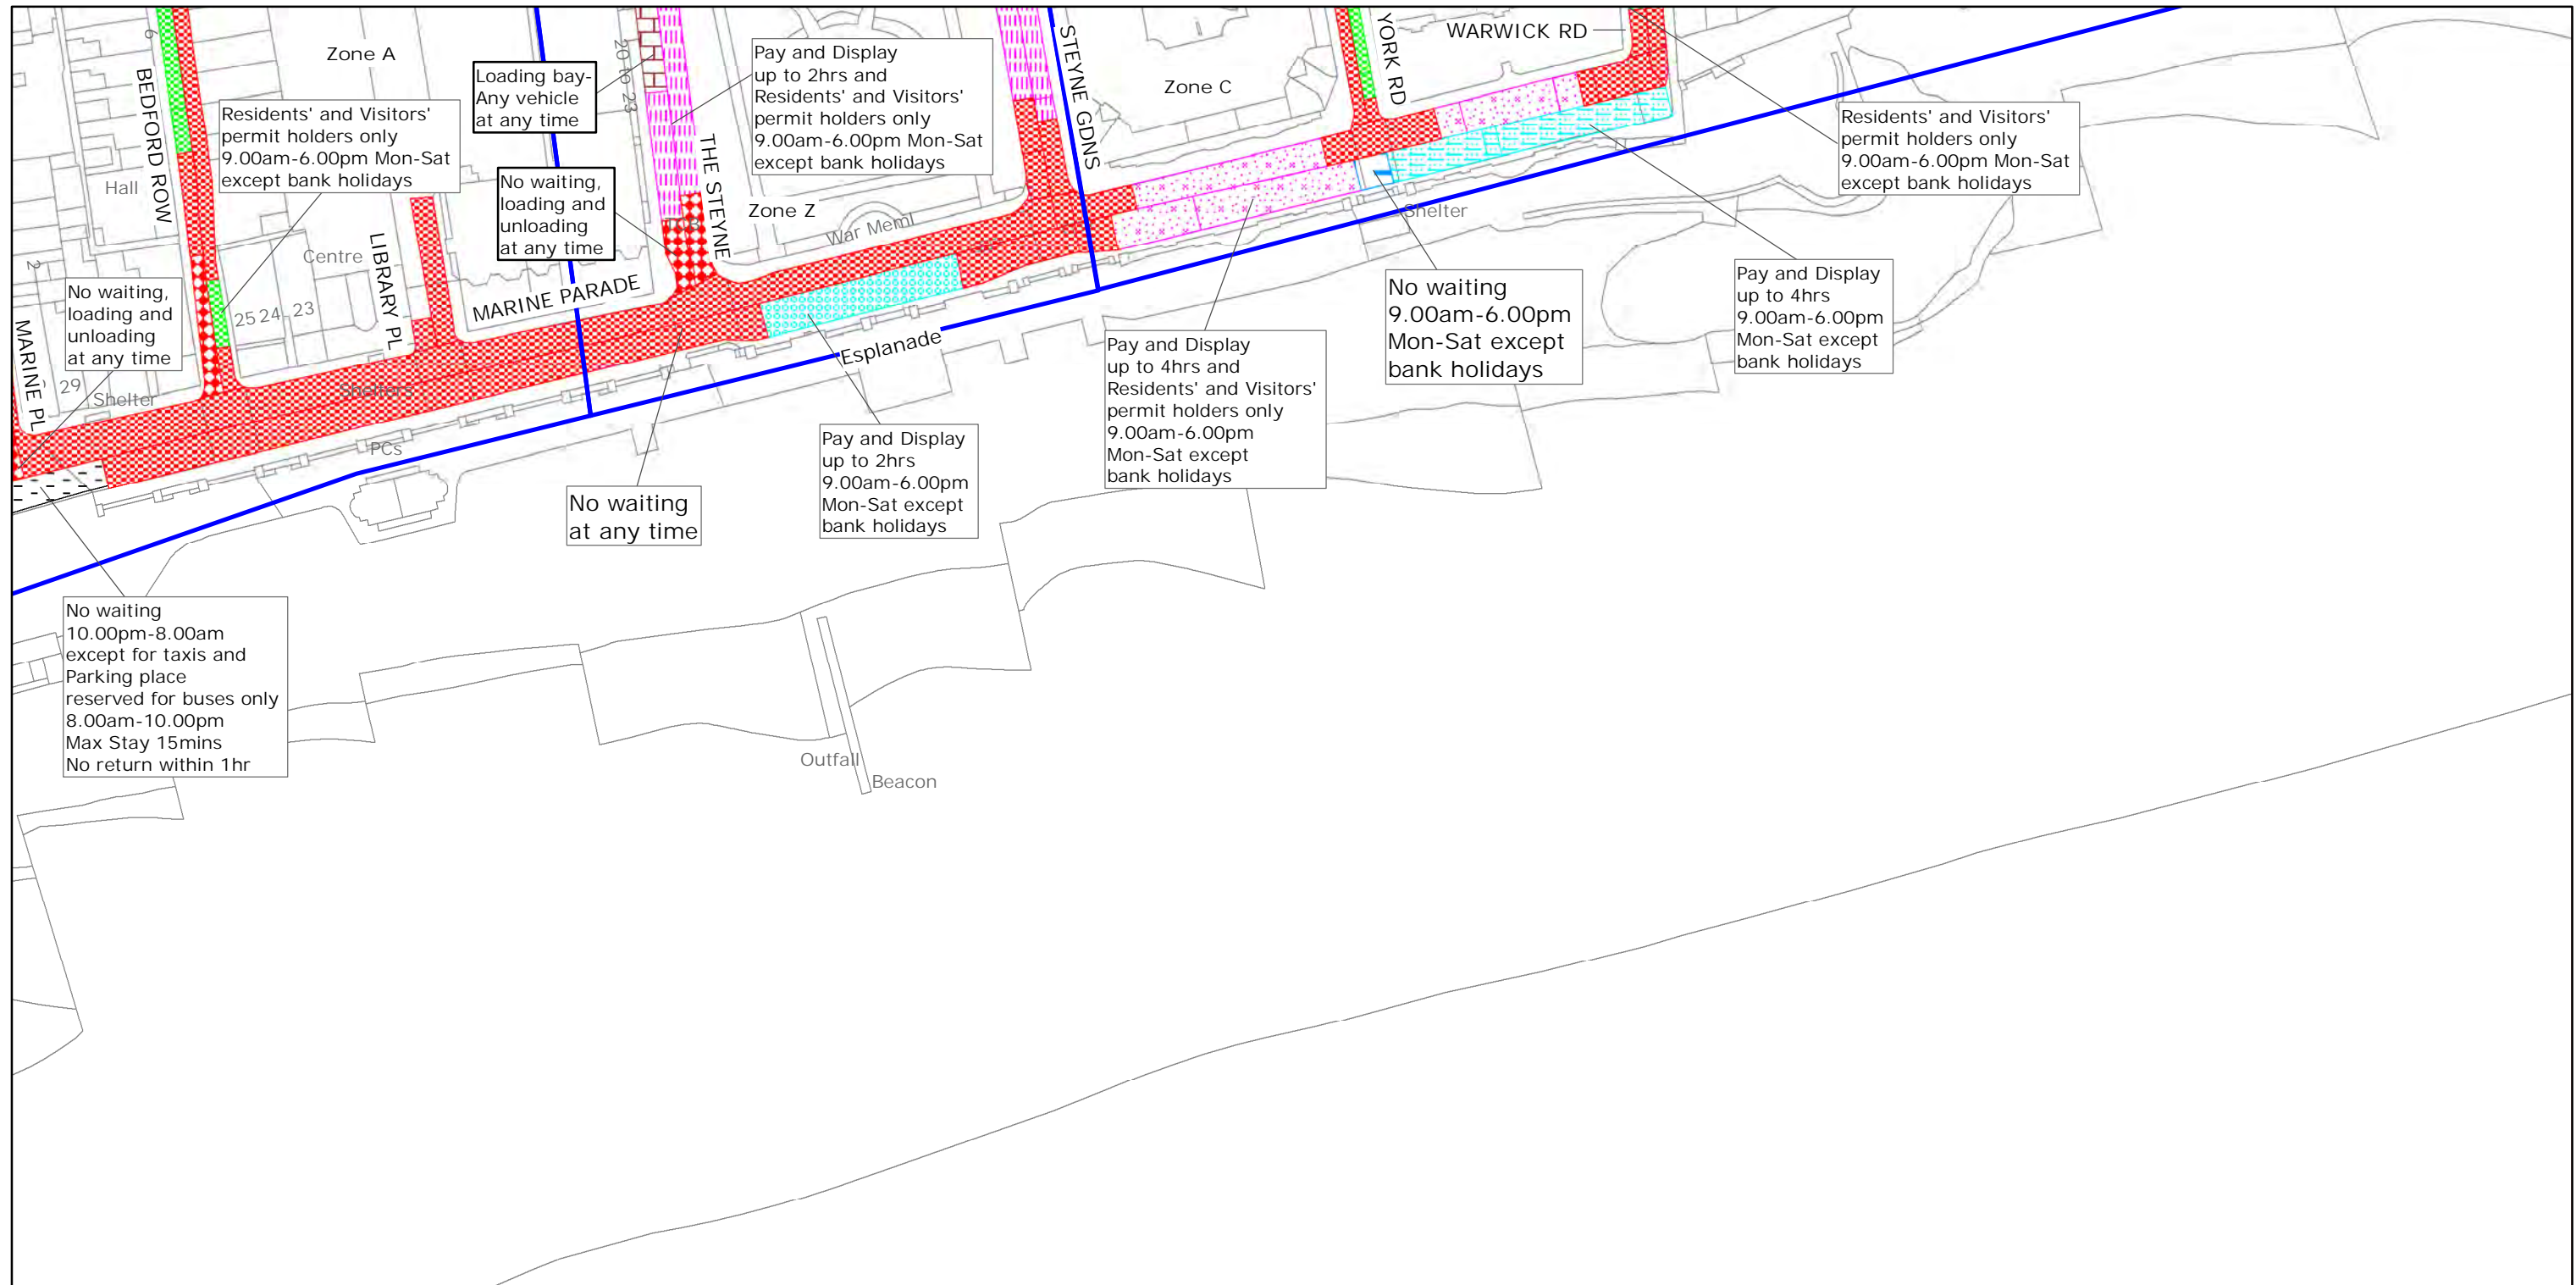 6
BEDFORD ROW
Zone A
Hall
2
Residents' and Visitors'
permit holders only
9.00am-6.00pm Mon-Sat
except bank holidays
Centre
25 24 23
LIBRARY PL
No waiting,
loading and
unloading
at any time
MARINE PL
29
Shelter
Shelters
PCs
Loading bay-
Any vehicle
at any time
20 to 23
No waiting,
loading and
unloading
at any time
MARINE PARADE
THE STEYNE
Pay and Display
up to 2hrs and
Residents' and Visitors'
permit holders only
9.00am-6.00pm Mon-Sat
except bank holidays
Zone Z
War Meml
STEYNE GDNS
Zone C
YORK RD
WARWICK RD
Residents' and Visitors'
permit holders only
9.00am-6.00pm Mon-Sat
except bank holidays
Shelter
Esplanade
No waiting
9.00am-6.00pm
Mon-Sat except
bank holidays
Pay and Display
up to 4hrs
9.00am-6.00pm
Mon-Sat except
bank holidays
Pay and Display
up to 4hrs and
Residents' and Visitors'
permit holders only
9.00am-6.00pm
Mon-Sat except
bank holidays
Pay and Display
up to 2hrs
9.00am-6.00pm
Mon-Sat except
bank holidays
No waiting
at any time
No waiting
10.00pm-8.00am
except for taxis and
Parking place
reserved for buses only
8.00am-10.00pm
Max Stay 15mins
No return within 1hr
Outfall
Beacon